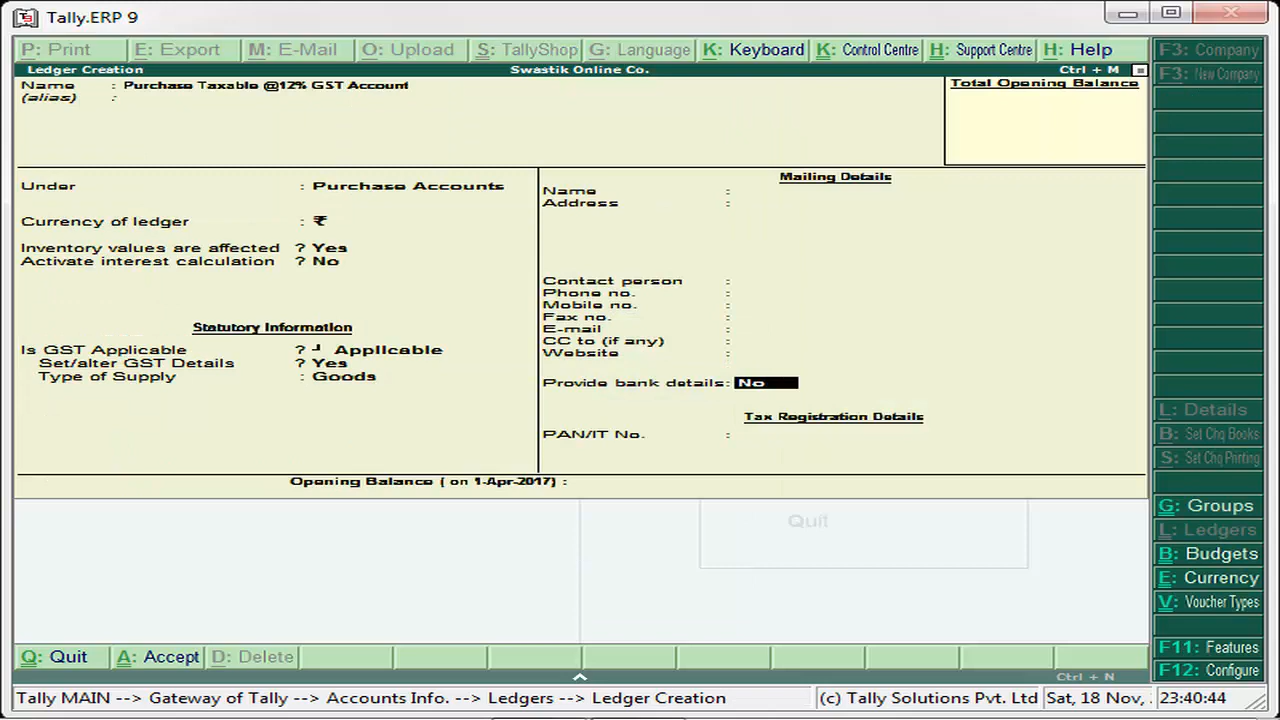 Tally.ERP 9
P: Print E: Export M: E-Mail O: Upload S: TallyShop G: Language K: Keyboard K: Control Centre H: Support Centre H: Help F3: Company
Ledger Creation Swastik Online Co. Ctrl + M F3: New Company
Name : Purchase Taxable @12% GST Account Total Opening Balance
(alias) :
Under : Purchase Accounts
Currency of ledger : ₹
Inventory values are affected ? Yes
Activate interest calculation ? No
Statutory Information
Is GST Applicable ? ┘ Applicable
Set/alter GST Details ? Yes
Type of Supply : Goods
Mailing Details
Name :
Address :
Contact person :
Phone no. :
Mobile no. :
Fax no. :
E-mail :
CC to (if any) :
Website :
Provide bank details: No
Tax Registration Details
PAN/IT No. :
Opening Balance ( on 1-Apr-2017) :
Quit
L: Details
B: Set Chq Books
S: Set Chq Printing
G: Groups
L: Ledgers
B: Budgets
E: Currency
V: Voucher Types
F11: Features
F12: Configure
Q: Quit A: Accept D: Delete
Ctrl + N
Tally MAIN --> Gateway of Tally --> Accounts Info. --> Ledgers --> Ledger Creation (c) Tally Solutions Pvt. Ltd Sat, 18 Nov, 23:40:44